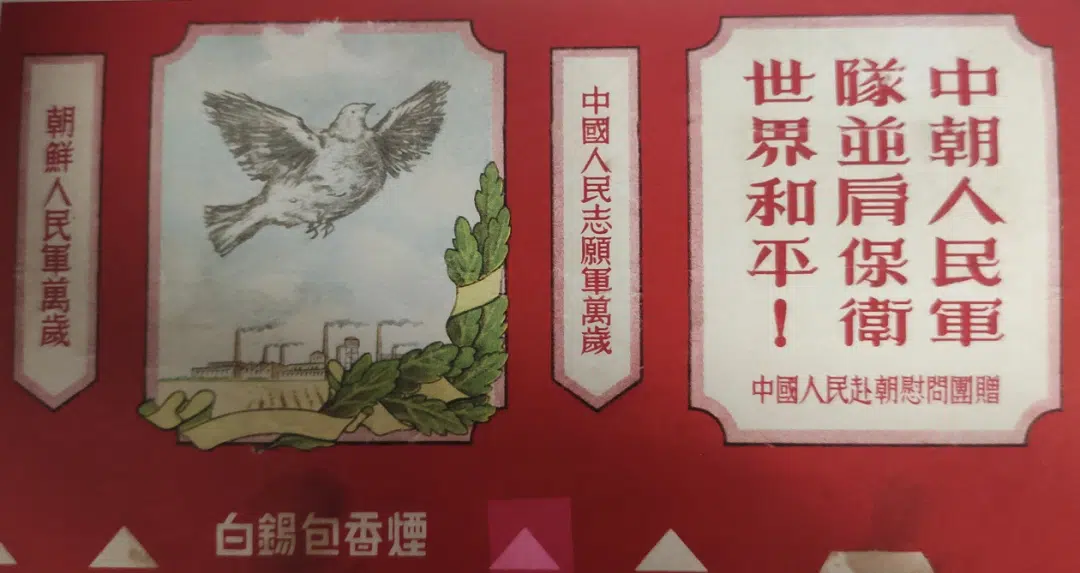 朝鮮人民軍萬歲
中國人民志願軍萬歲
中朝人民軍
隊並肩保衛
世界和平！
中國人民赴朝慰問團贈
白錫包香煙